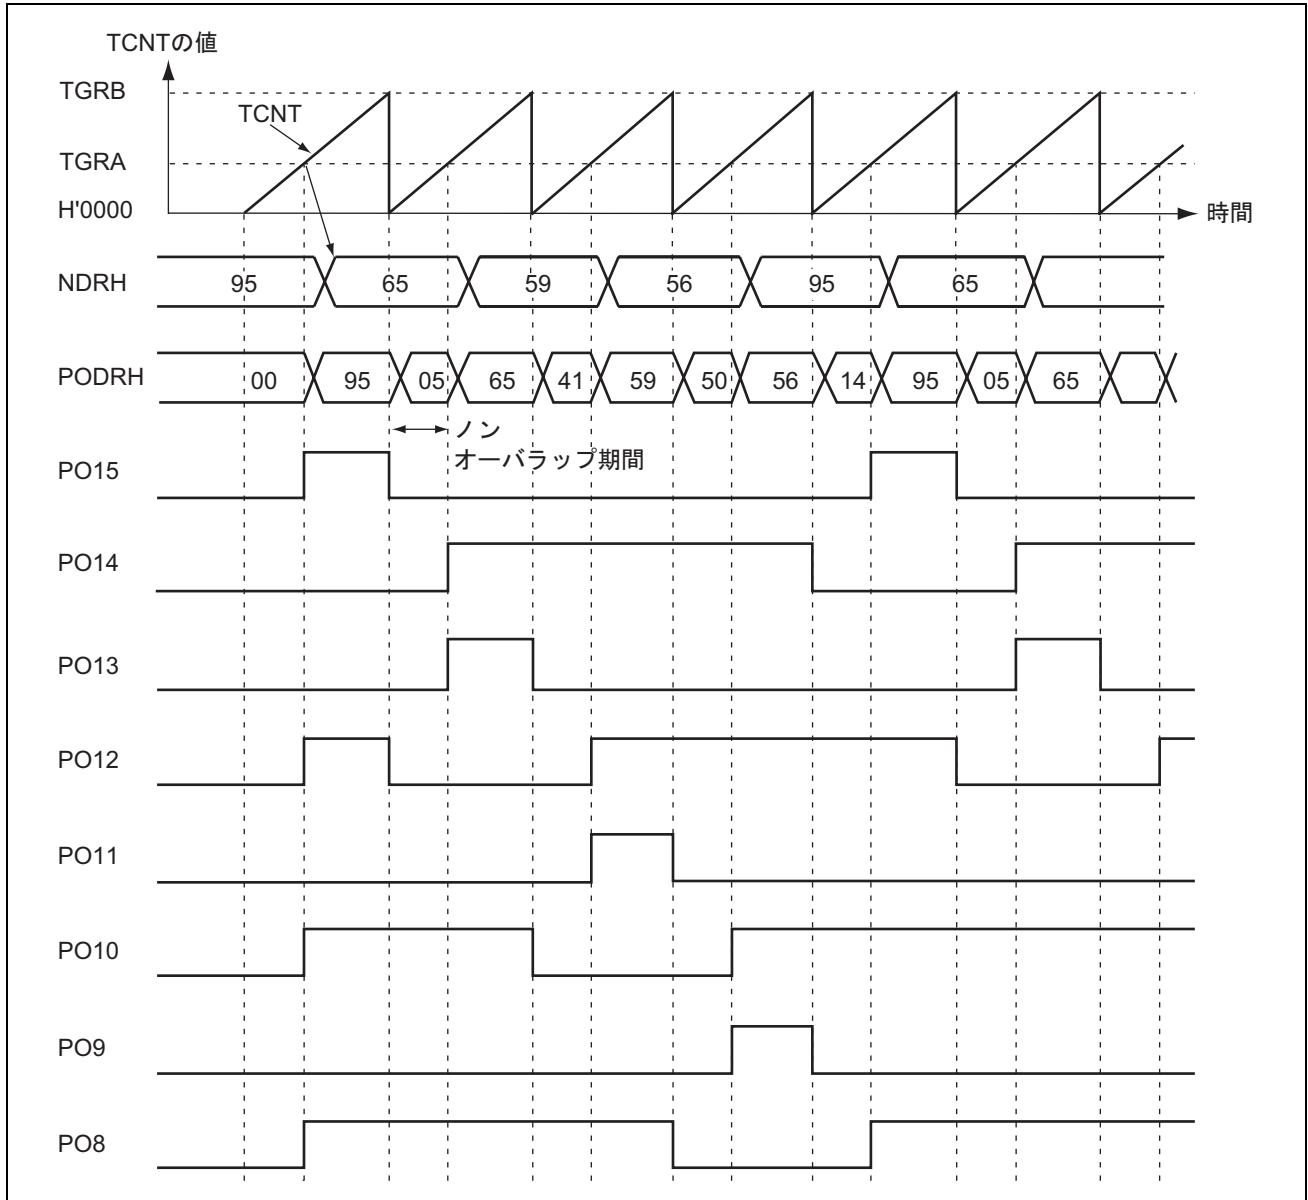 TCNTの値
TGRB
TCNT
TGRA
H'0000
時間
NDRH 95 65 59 56 95 65
PODRH 00 95 05 65 41 59 50 56 14 95 05 65
ノン
オーバラップ期間
PO15
PO14
PO13
PO12
PO11
PO10
PO9
PO8